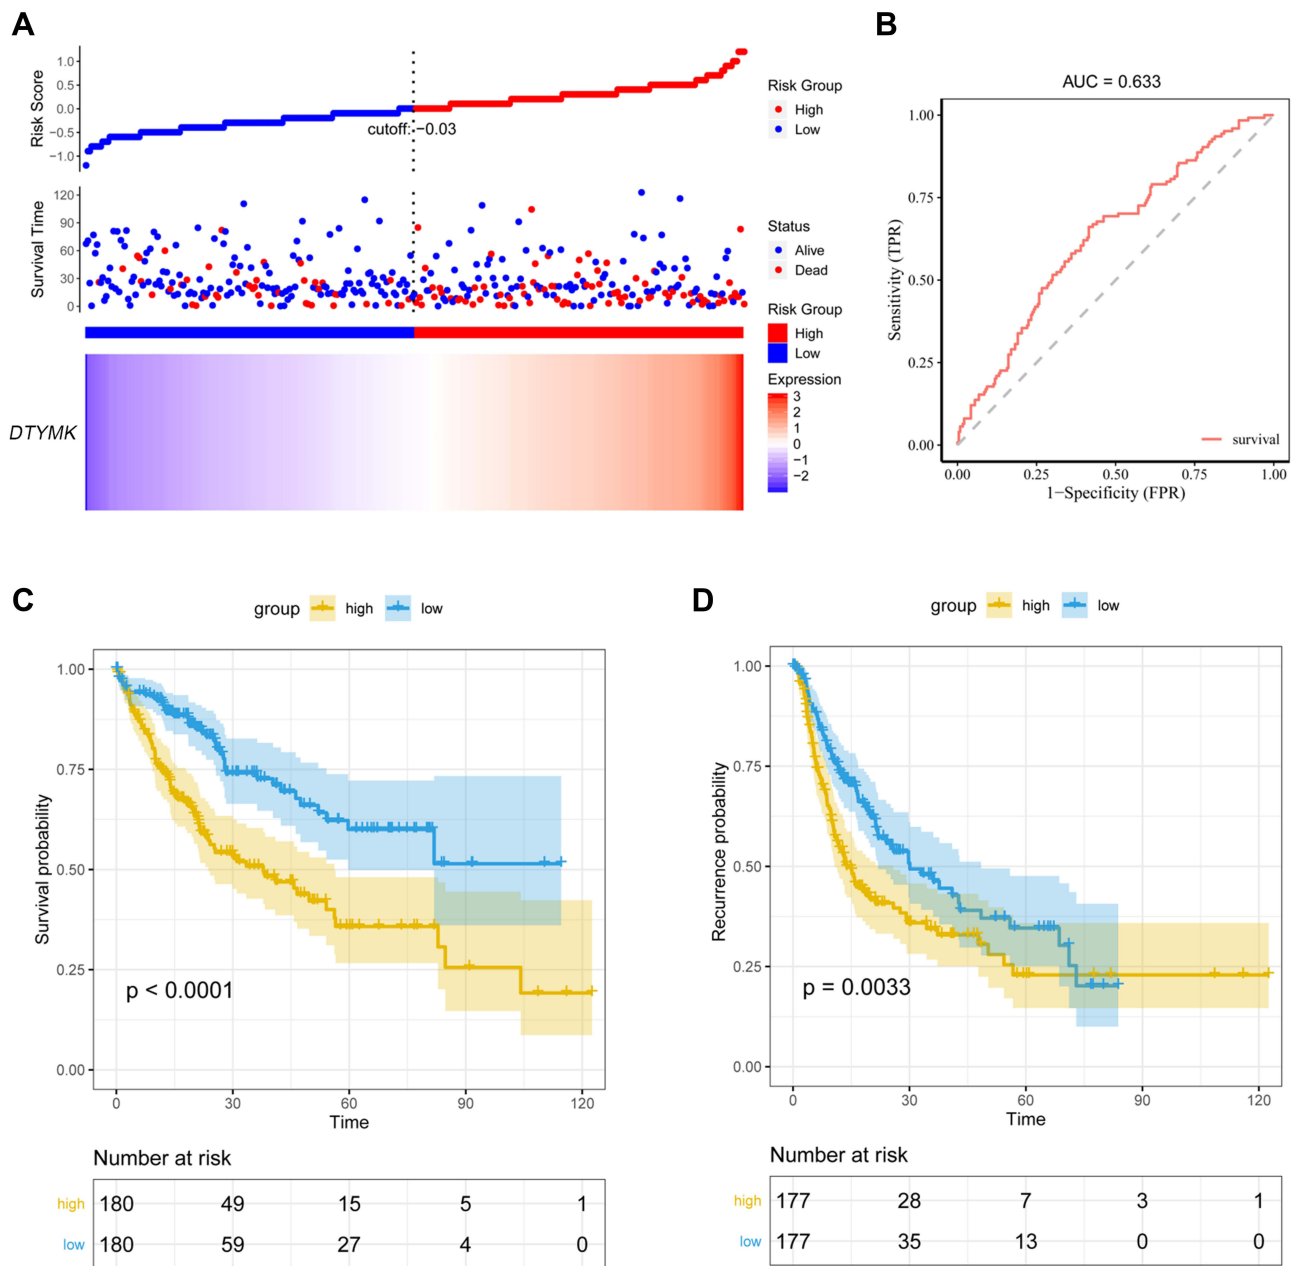 A
Risk Score
1.0
0.5
0.0
−0.5
−1.0
cutoff: −0.03
Risk Group
High
Low
Survival Time
120
90
60
30
0
Status
Alive
Dead
Risk Group
High
Low
Expression
3
2
1
0
−1
−2
DTYMK
B
AUC = 0.633
Sensitivity (TPR)
1.00
0.75
0.50
0.25
0.00
survival
0.00 0.25 0.50 0.75 1.00
1−Specificity (FPR)
C
group high low
Survival probability
1.00
0.75
0.50
0.25
0.00
p < 0.0001
0 30 60 90 120
Time
Number at risk
high 180 49 15 5 1
low 180 59 27 4 0
D
group high low
Recurrence probability
1.00
0.75
0.50
0.25
0.00
p = 0.0033
0 30 60 90 120
Time
Number at risk
high 177 28 7 3 1
low 177 35 13 0 0